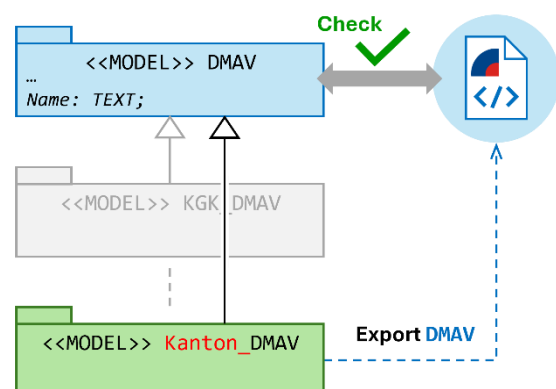 Check
<<MODEL>> DMAV
…
Name: TEXT;
</>
<<MODEL>> KGK_DMAV
<<MODEL>> Kanton_DMAV
Export DMAV